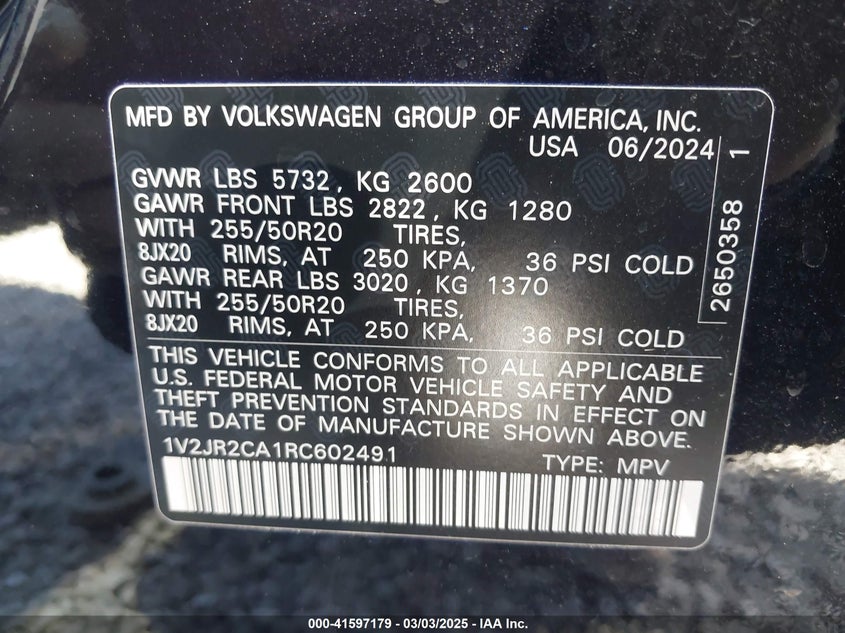 MFD BY VOLKSWAGEN GROUP OF AMERICA, INC.
USA 06/2024
GVWR LBS 5732, KG 2600
GAWR FRONT LBS 2822, KG 1280
WITH 255/50R20 TIRES,
8JX20 RIMS, AT 250 KPA, 36 PSI COLD
GAWR REAR LBS 3020, KG 1370
WITH 255/50R20 TIRES,
8JX20 RIMS, AT 250 KPA, 36 PSI COLD
2650358 1
THIS VEHICLE CONFORMS TO ALL APPLICABLE
U.S. FEDERAL MOTOR VEHICLE SAFETY AND
THEFT PREVENTION STANDARDS IN EFFECT ON
THE DATE OF MANUFACTURE SHOWN ABOVE.
1V2JR2CA1RC602491 TYPE: MPV
000-41597179 - 03/03/2025 - IAA Inc.